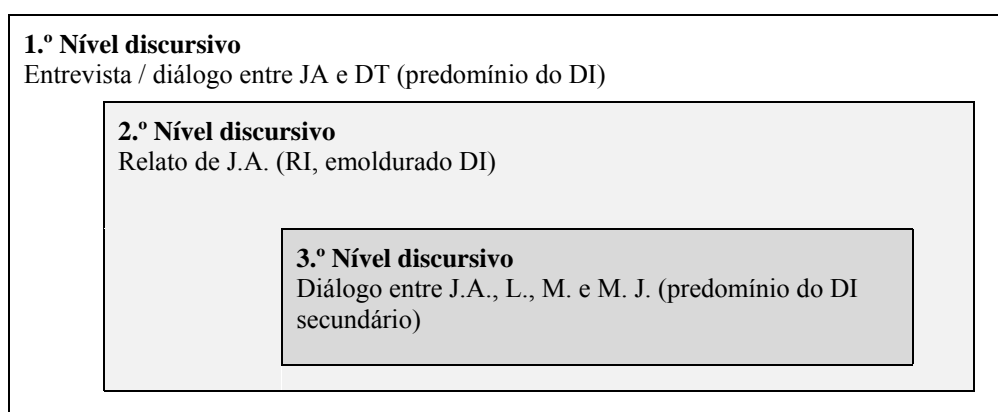 1.º Nível discursivo
Entrevista / diálogo entre JA e DT (predomínio do DI)
2.º Nível discursivo
Relato de J.A. (RI, emoldurado DI)
3.º Nível discursivo
Diálogo entre J.A., L., M. e M. J. (predomínio do DI
secundário)